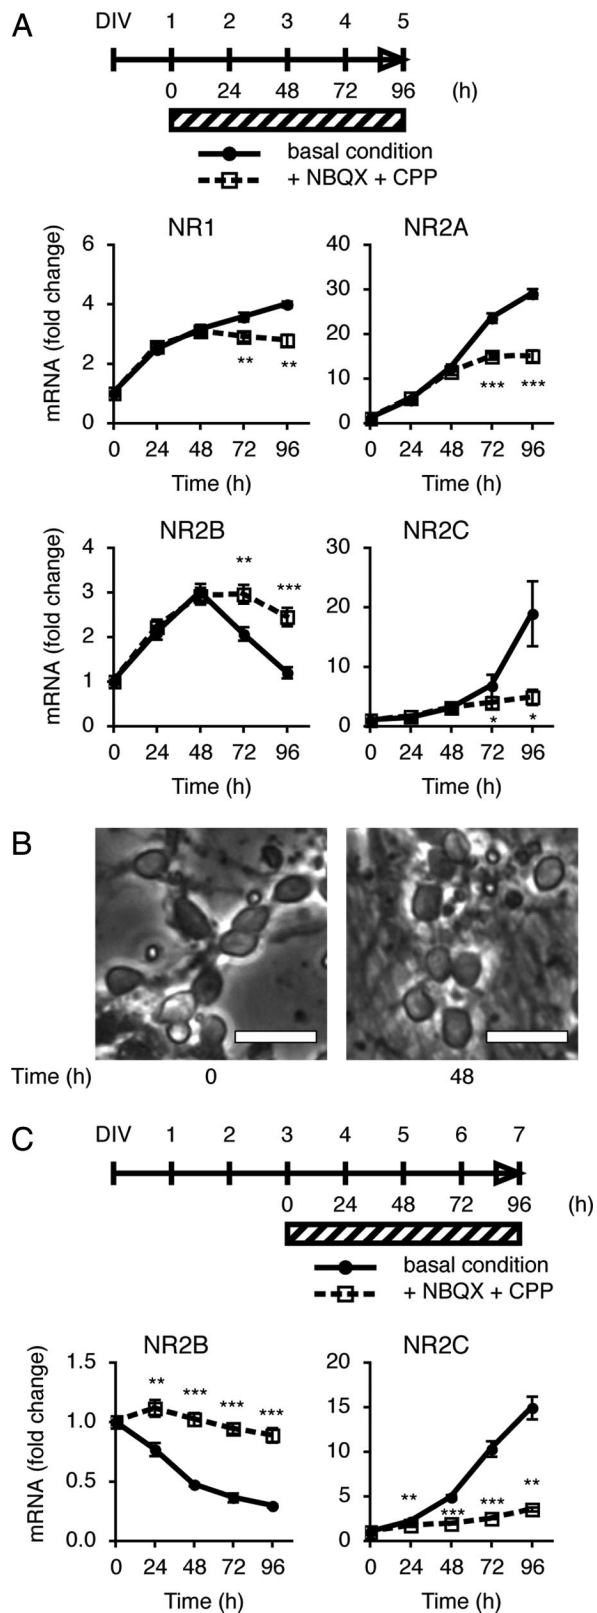 A
DIV 1 2 3 4 5
0 24 48 72 96 (h)
basal condition
+ NBQX + CPP
NR1
mRNA (fold change)
6
4
2
0
** **
0 24 48 72 96
Time (h)
NR2A
40
30
20
10
0
*** ***
0 24 48 72 96
Time (h)
NR2B
mRNA (fold change)
4
3
2
1
0
** ***
0 24 48 72 96
Time (h)
NR2C
30
20
10
0
* *
0 24 48 72 96
Time (h)
B
Time (h) 0 48
C
DIV 1 2 3 4 5 6 7
0 24 48 72 96 (h)
basal condition
+ NBQX + CPP
NR2B
mRNA (fold change)
1.5
1.0
0.5
0.0
** *** *** ***
0 24 48 72 96
Time (h)
NR2C
20
15
10
5
0
** *** *** **
0 24 48 72 96
Time (h)